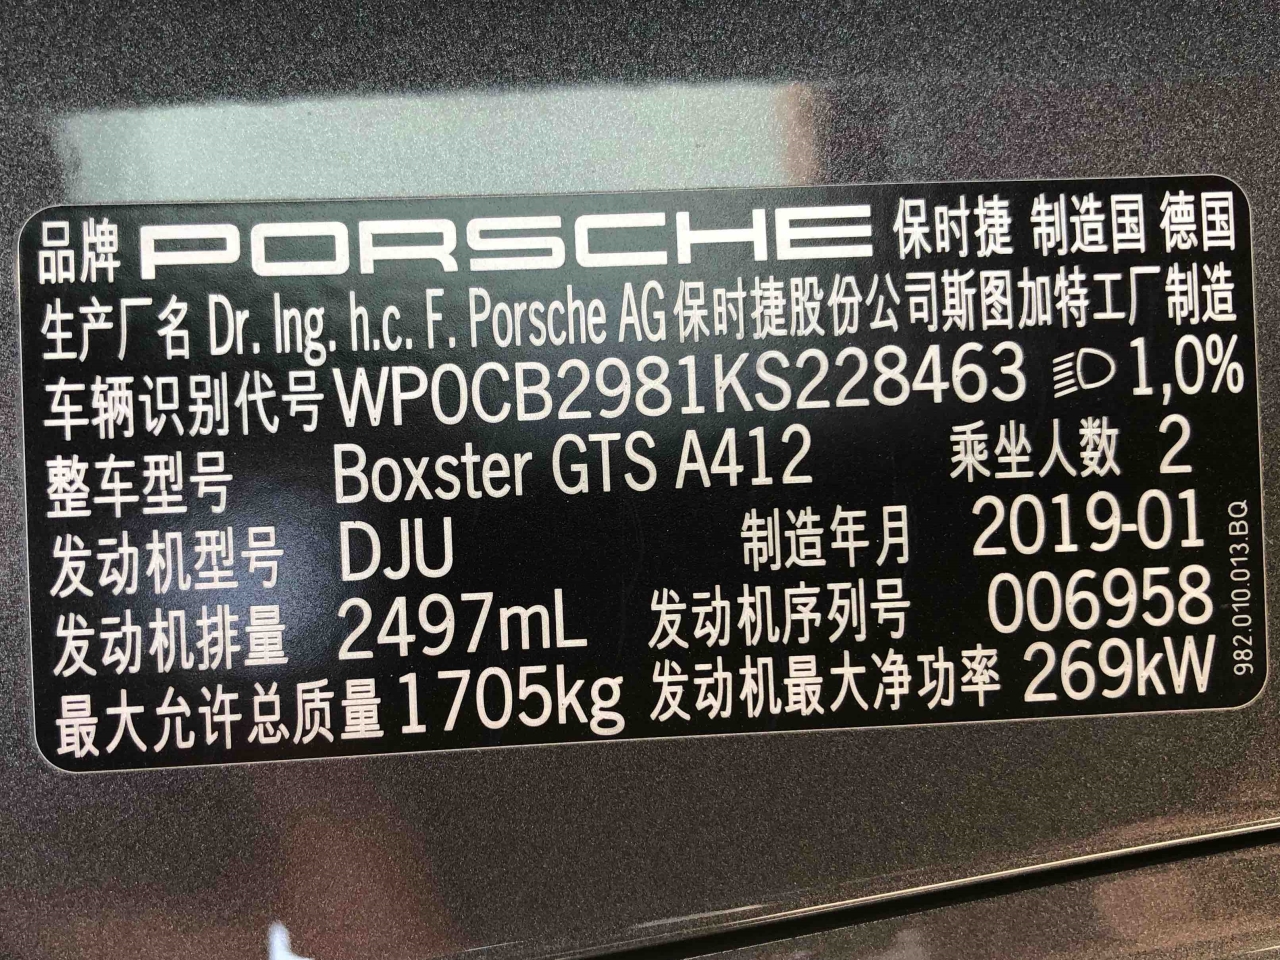 品牌 PORSCHE 保时捷 制造国 德国
生产厂名 Dr. Ing. h.c. F. Porsche AG 保时捷股份公司斯图加特工厂制造
车辆识别代号 WP0CB2981KS228463 1,0%
整车型号 Boxster GTS A412 乘坐人数 2
发动机型号 DJU 制造年月 2019-01
发动机排量 2497mL 发动机序列号 006958
最大允许总质量 1705kg 发动机最大净功率 269kW
982.010.013.BQ